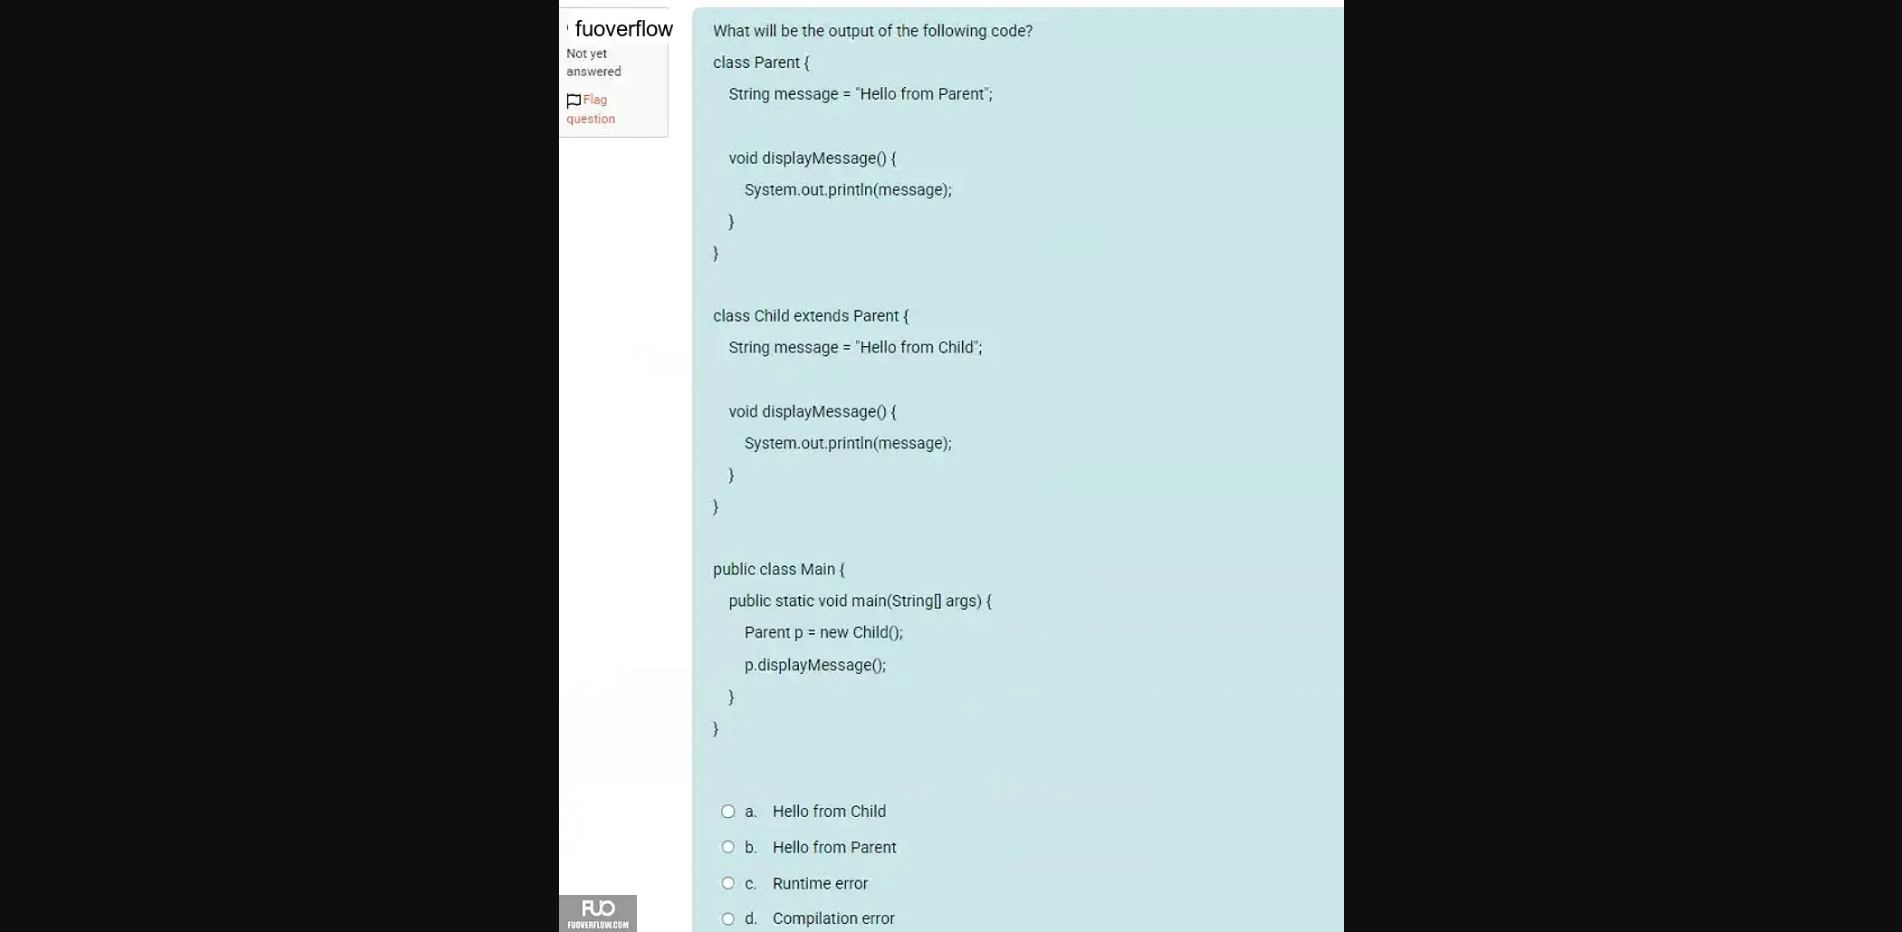 fuoverflow
Not yet
answered
Flag
question
What will be the output of the following code?
class Parent {
String message = "Hello from Parent";
void displayMessage() {
System.out.println(message);
}
}
class Child extends Parent {
String message = "Hello from Child";
void displayMessage() {
System.out.println(message);
}
}
public class Main {
public static void main(String[] args) {
Parent p = new Child();
p.displayMessage();
}
}
a. Hello from Child
b. Hello from Parent
c. Runtime error
d. Compilation error
FUO
FUOVERFLOW.COM